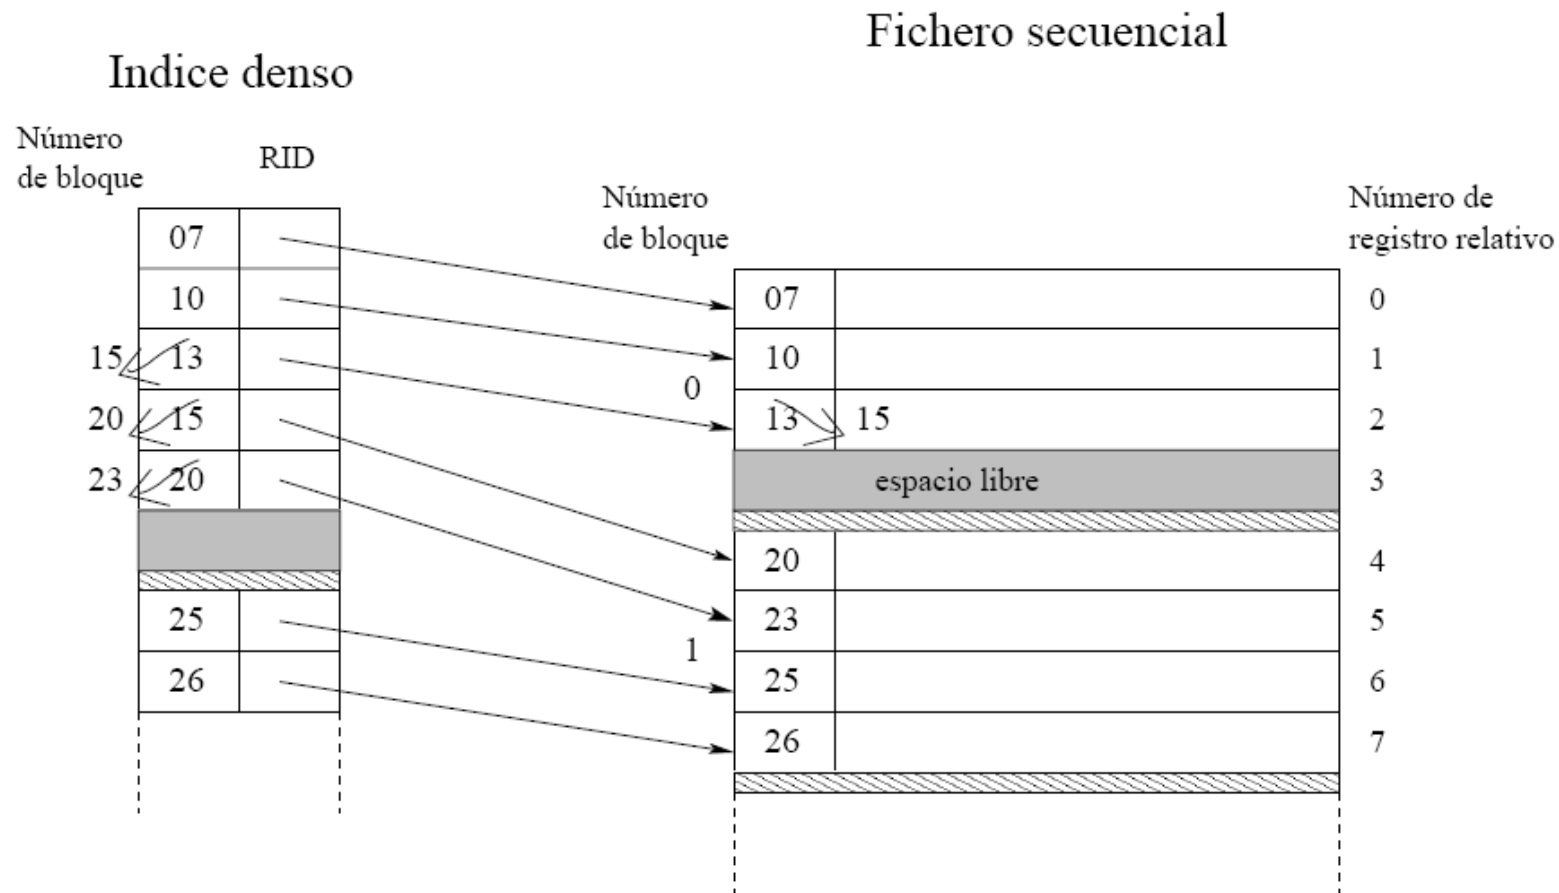 Fichero secuencial
Indice denso
Número
de bloque
RID
07
10
15 13
20 15
23 20
25
26
Número
de bloque
0
1
07
10
13 15
espacio libre
20
23
25
26
Número de
registro relativo
0
1
2
3
4
5
6
7